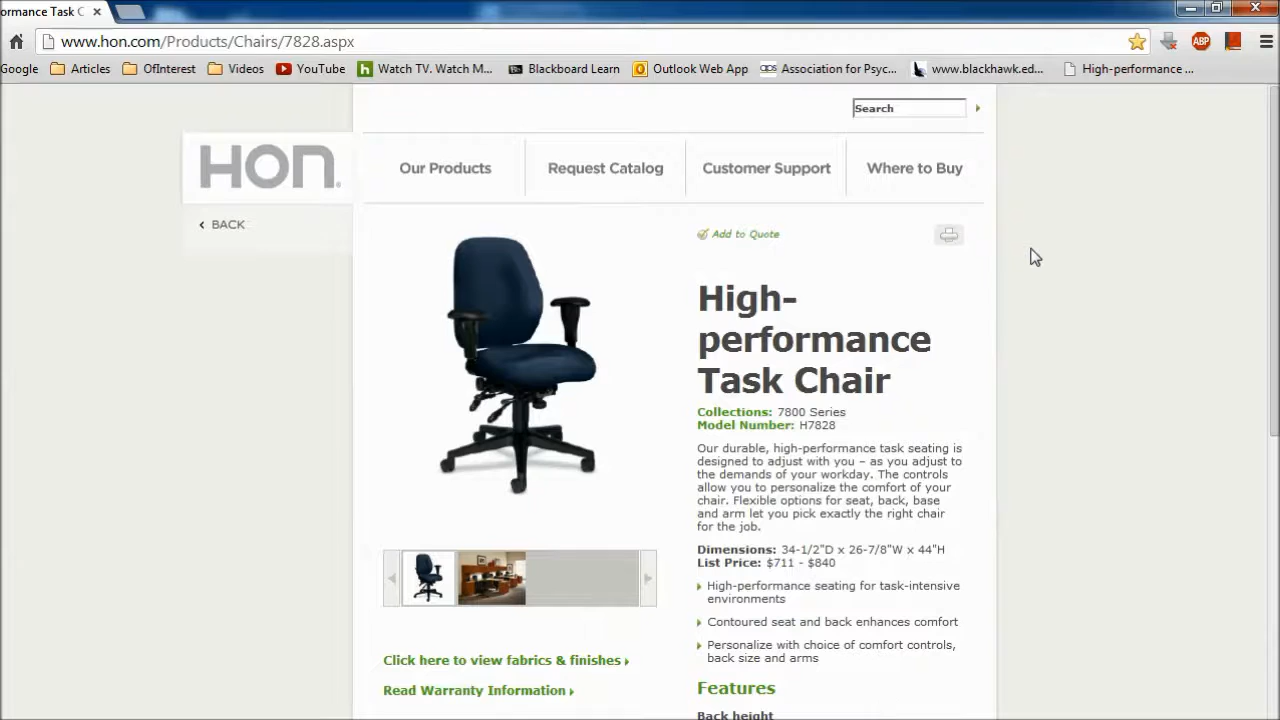 ormance Task C
www.hon.com/Products/Chairs/7828.aspx
ABP
Google Articles OfInterest Videos YouTube h Watch TV. Watch M... Bb Blackboard Learn Outlook Web App aps Association for Psyc... www.blackhawk.ed... High-performance ...
Search
HON®
Our Products Request Catalog Customer Support Where to Buy
BACK
Add to Quote
High-
performance
Task Chair
Collections: 7800 Series
Model Number: H7828
Our durable, high-performance task seating is
designed to adjust with you – as you adjust to
the demands of your workday. The controls
allow you to personalize the comfort of your
chair. Flexible options for seat, back, base
and arm let you pick exactly the right chair
for the job.
Dimensions: 34-1/2"D x 26-7/8"W x 44"H
List Price: $711 - $840
High-performance seating for task-intensive
environments
Contoured seat and back enhances comfort
Personalize with choice of comfort controls,
back size and arms
Click here to view fabrics & finishes
Read Warranty Information
Features
Back height